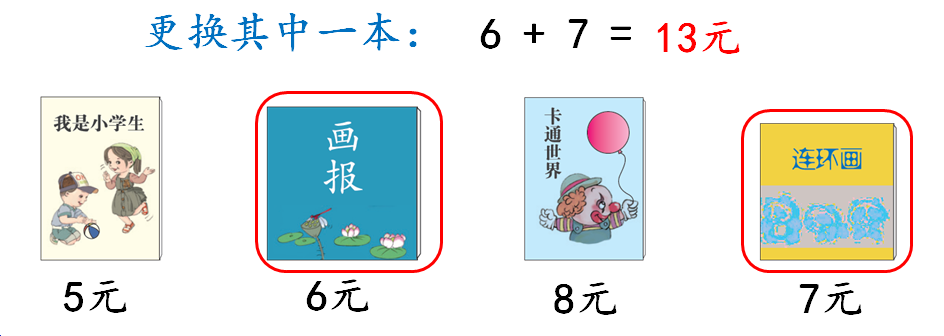 更换其中一本： 6 + 7 = 13元
我是小学生
画报
卡通世界
连环画
5元
6元
8元
7元